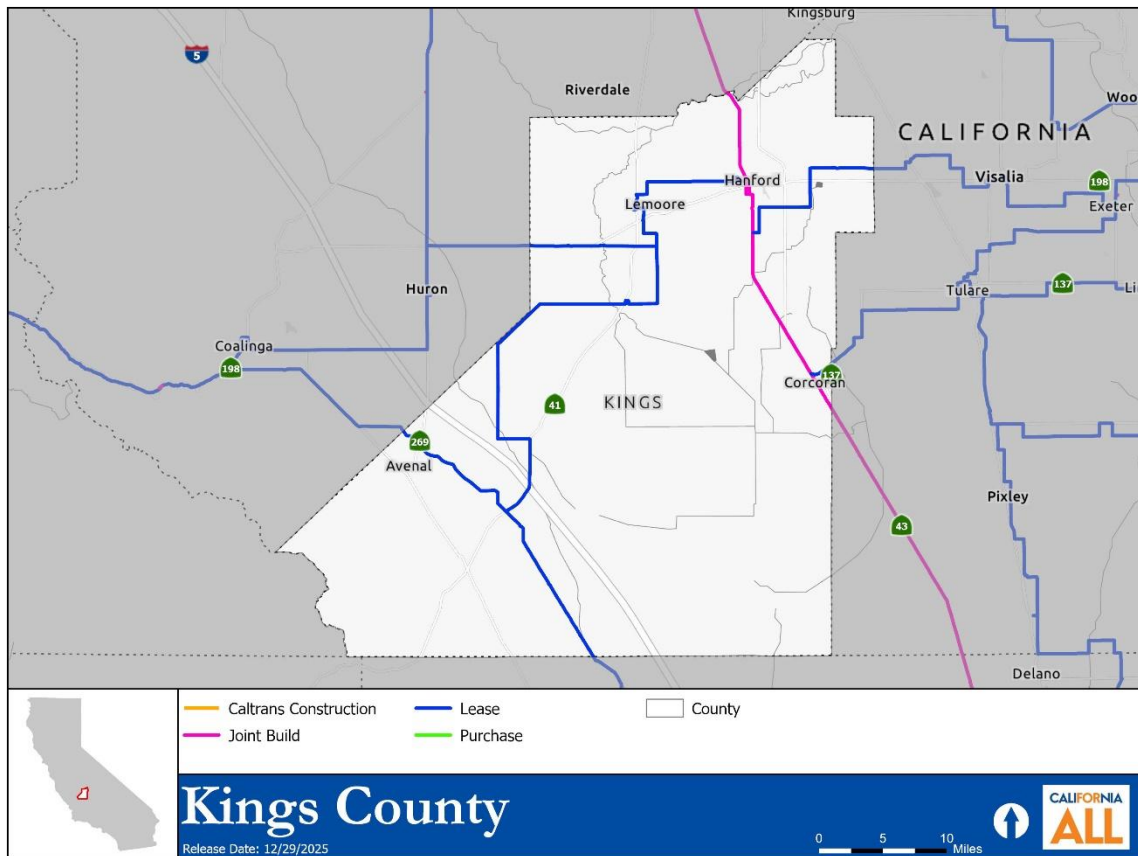 Kingsburg
5
Riverdale
Woo
CALIFORNIA
Hanford
Visalia
198
Lemoore
Exeter
Huron
Tulare
137
Li
Coalinga
198
137
Corcoran
41
KINGS
269
Avenal
Pixley
43
Delano
Caltrans Construction
Lease
County
Joint Build
Purchase
Kings County
Release Date: 12/29/2025
0 5 10
Miles
CALIFORNIA
ALL